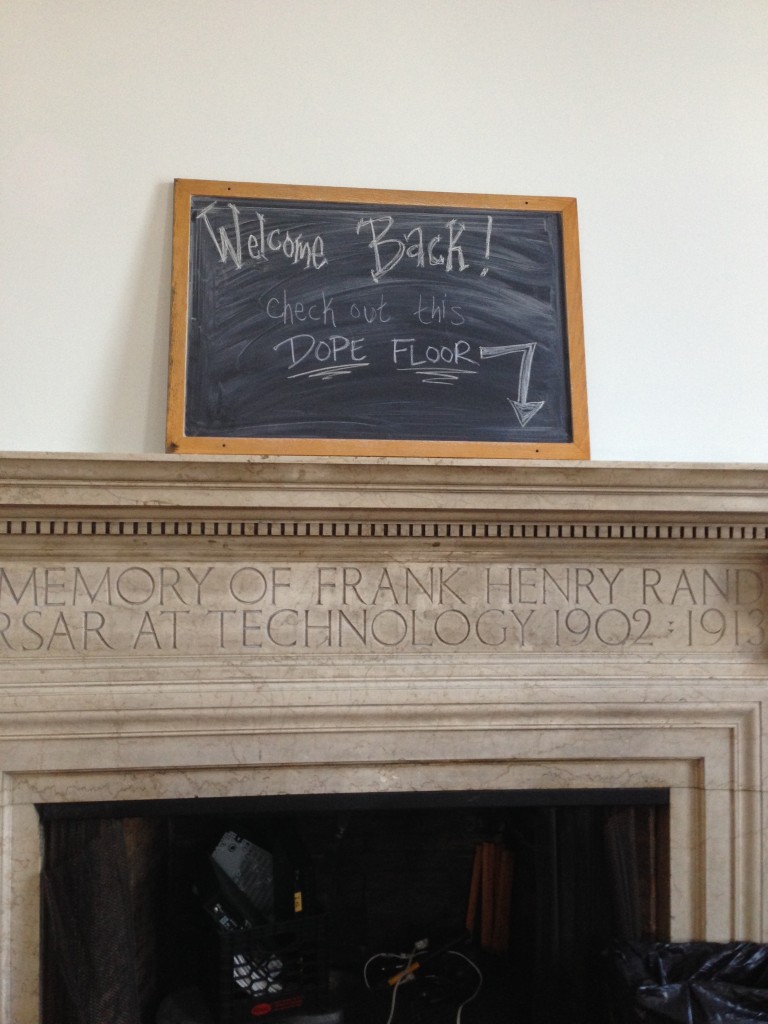 Welcome Back!
check out this
DOPE FLOOR
MEMORY OF FRANK HENRY RAND
RSAR AT TECHNOLOGY 1902 : 1913